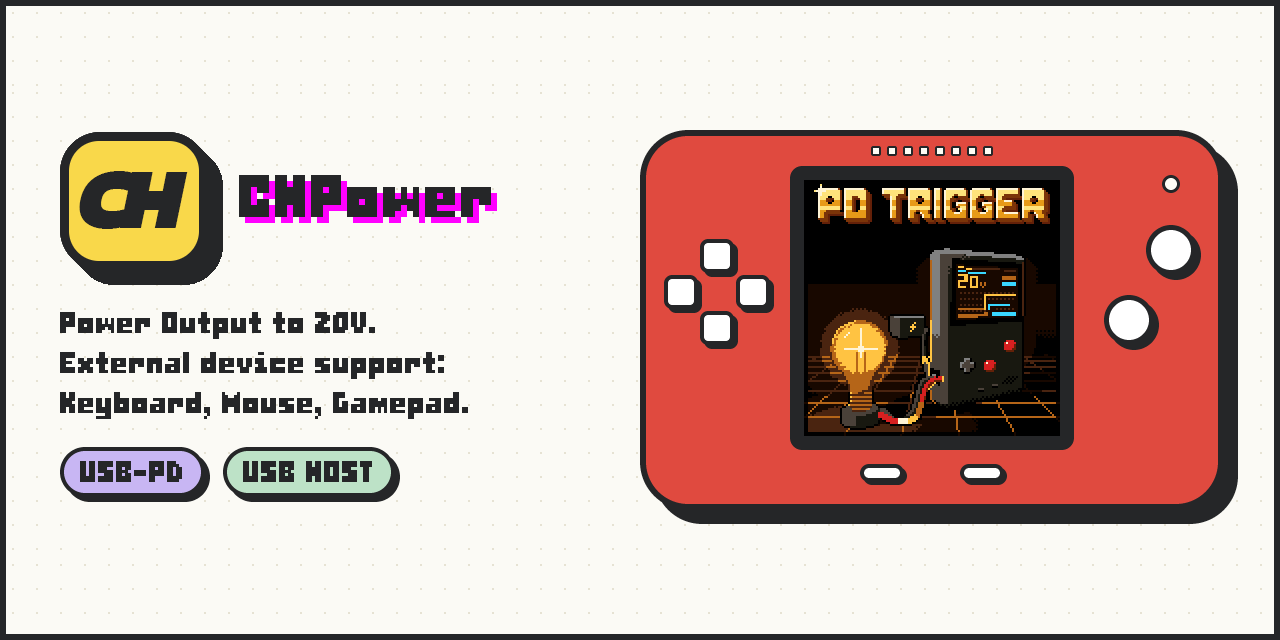 CH
CHPower
Power Output to 20V.
External device support:
Keyboard, Mouse, Gamepad.
USB-PD
USB HOST
PD TRIGGER
20V